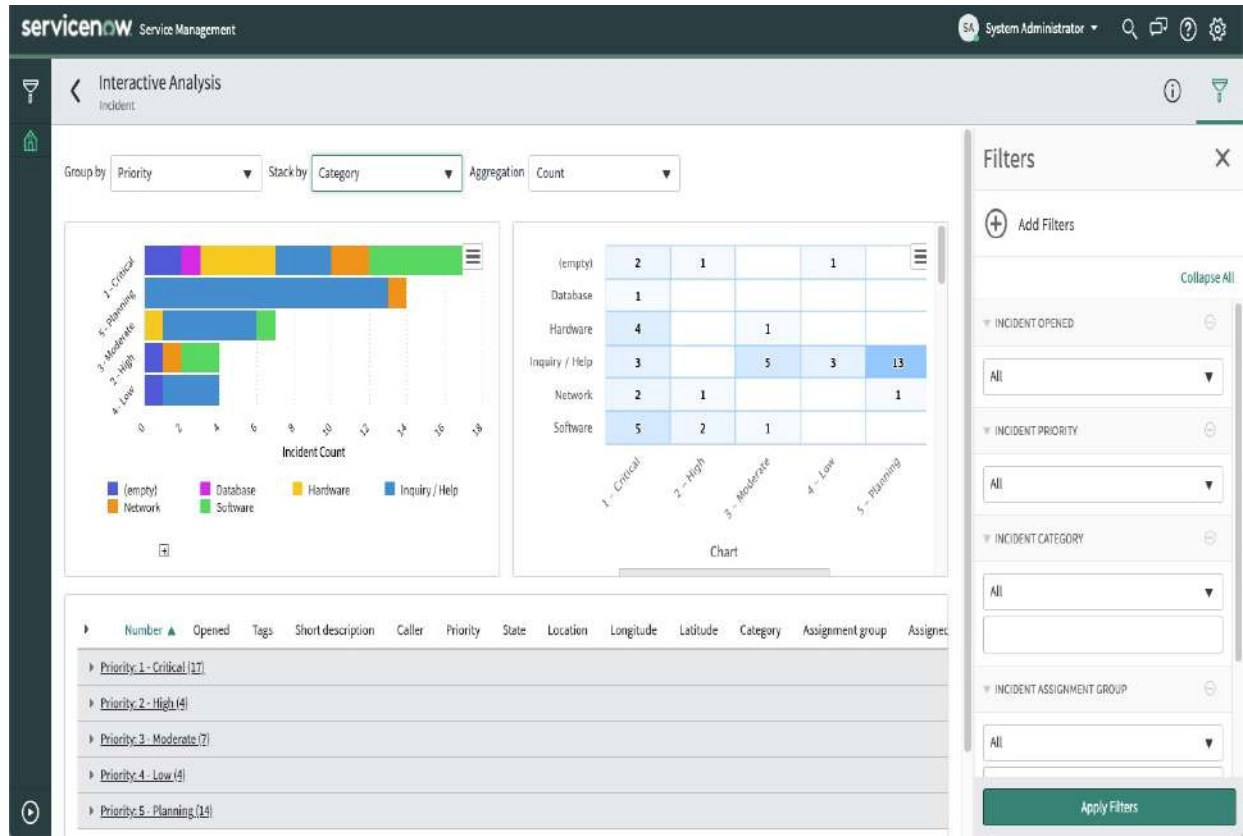 servicenow Service Management
SA System Administrator
Interactive Analysis
Incident
Group by Priority Stack by Category Aggregation Count
1 - Critical
5 - Planning
3 - Moderate
2 - High
4 - Low
0 2 4 6 8 10 12 14 16 18
Incident Count
(empty) Database Hardware Inquiry / Help
Network Software
(empty) 2 1 1
Database 1
Hardware 4 1
Inquiry / Help 3 5 3 13
Network 2 1 1
Software 5 2 1
1 - Critical 2 - High 3 - Moderate 4 - Low 5 - Planning
Chart
Number Opened Tags Short description Caller Priority State Location Longitude Latitude Category Assignment group Assigned
Priority: 1 - Critical (17)
Priority: 2 - High (4)
Priority: 3 - Moderate (7)
Priority: 4 - Low (4)
Priority: 5 - Planning (14)
Filters
Add Filters
Collapse All
INCIDENT OPENED
All
INCIDENT PRIORITY
All
INCIDENT CATEGORY
All
INCIDENT ASSIGNMENT GROUP
All
Apply Filters